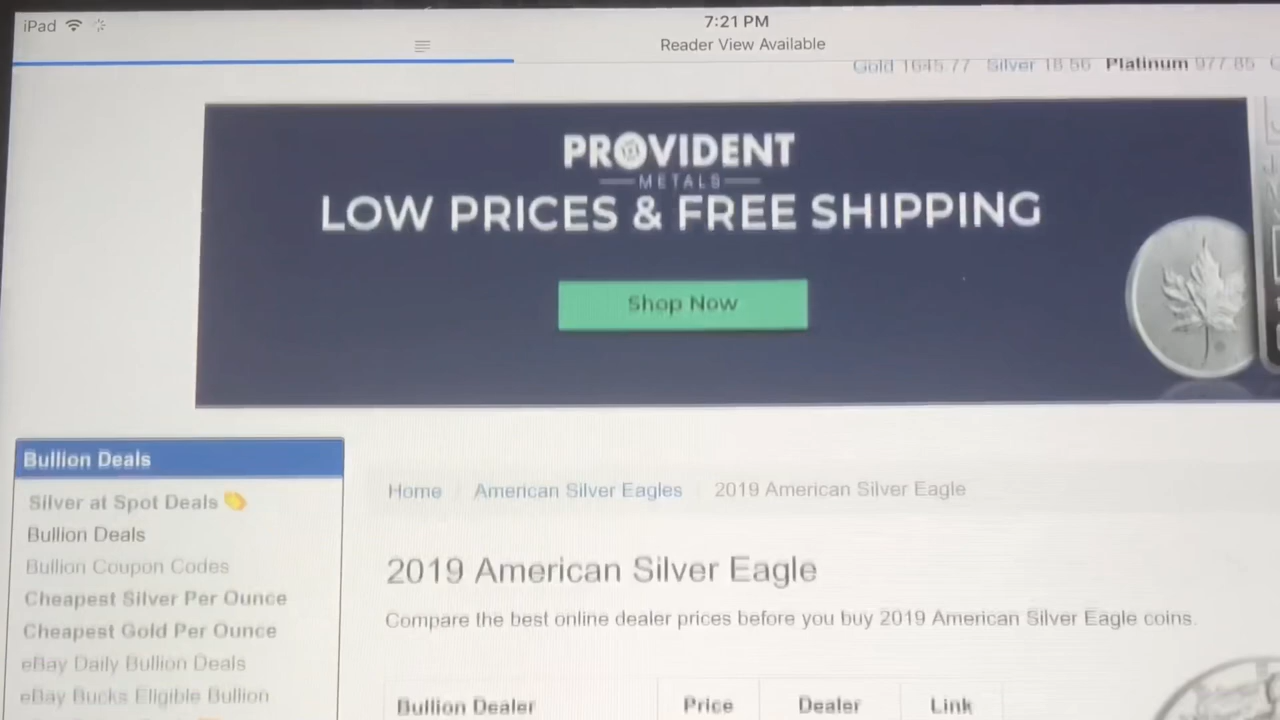 iPad
7:21 PM
Reader View Available
Gold 1645.77 Silver 18.56 Platinum 977.85
PROVIDENT
METALS
LOW PRICES & FREE SHIPPING
Shop Now
Bullion Deals
Silver at Spot Deals
Bullion Deals
Bullion Coupon Codes
Cheapest Silver Per Ounce
Cheapest Gold Per Ounce
eBay Daily Bullion Deals
eBay Bucks Eligible Bullion
Home American Silver Eagles 2019 American Silver Eagle
2019 American Silver Eagle
Compare the best online dealer prices before you buy 2019 American Silver Eagle coins.
Bullion Dealer Price Dealer Link